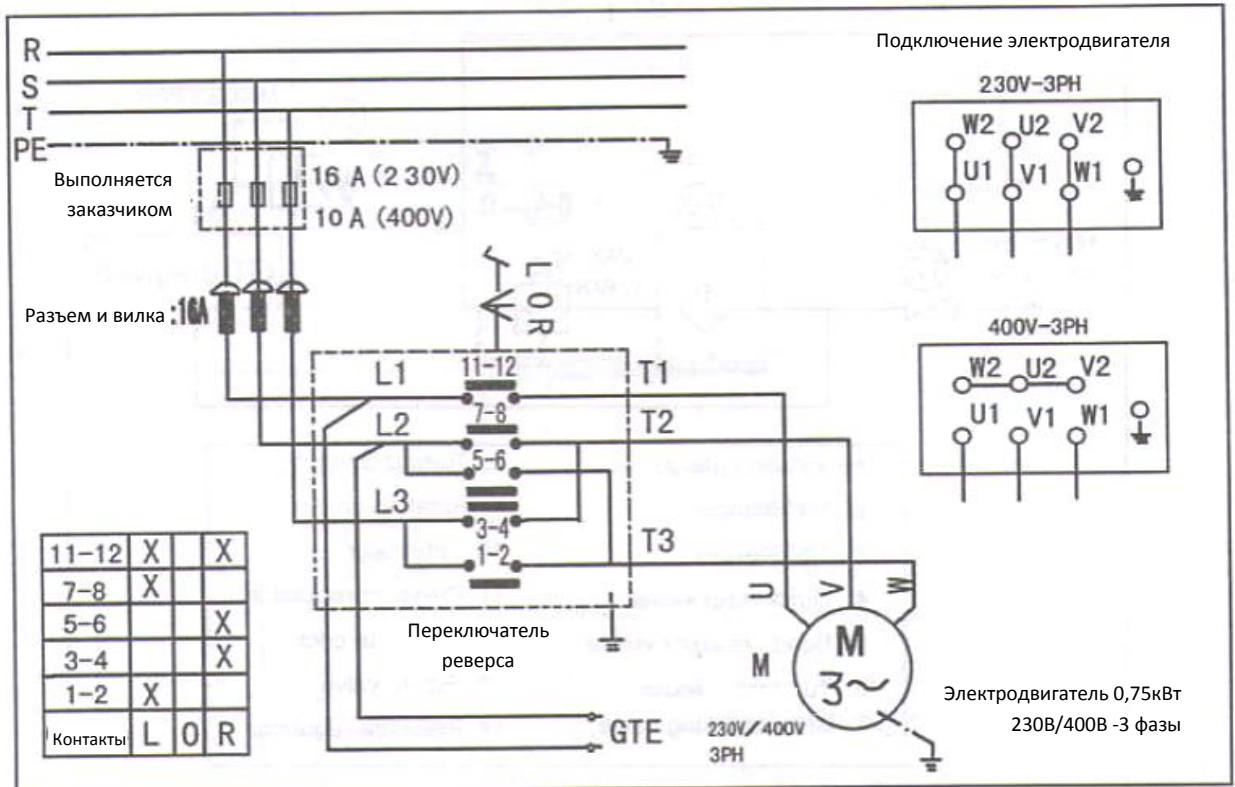 R
S
T
PE
Выполняется
заказчиком
16 A (2 30V)
10 A (400V)
Разъем и вилка :16A
L O R
Подключение электродвигателя
230V-3PH
W2 U2 V2
U1 V1 W1
400V-3PH
W2 U2 V2
U1 V1 W1
L1 11-12 T1
7-8
L2 T2
5-6
L3
3-4
1-2 T3
Переключатель
реверса
U V W
M
M
3~
GTE
230V/400V
3PH
Электродвигатель 0,75кВт
230В/400В -3 фазы
11-12 X X
7-8 X
5-6 X
3-4 X
1-2 X
Контакты L O R